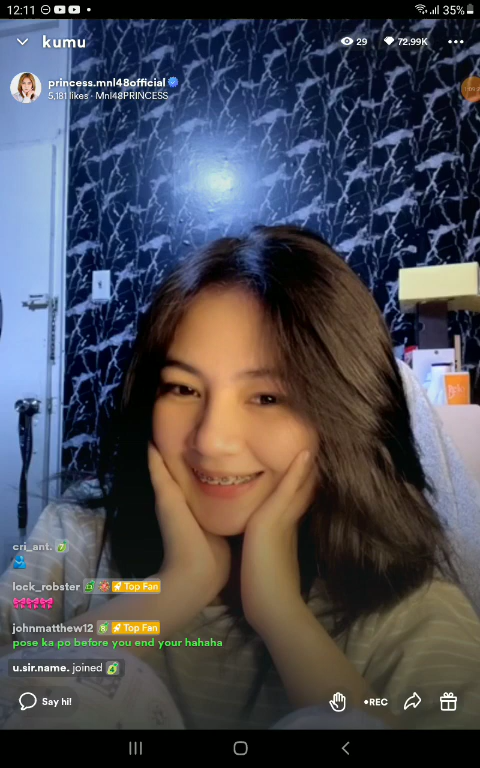 12:11
35%
kumu
29
72.99K
princess.mnl48official
5,181 likes · Mnl48PRINCESS
cri_ant.
lock_robster Top Fan
johnmatthew12 Top Fan
pose ka po before you end your hahaha
u.sir.name. joined
Say hi!
•REC